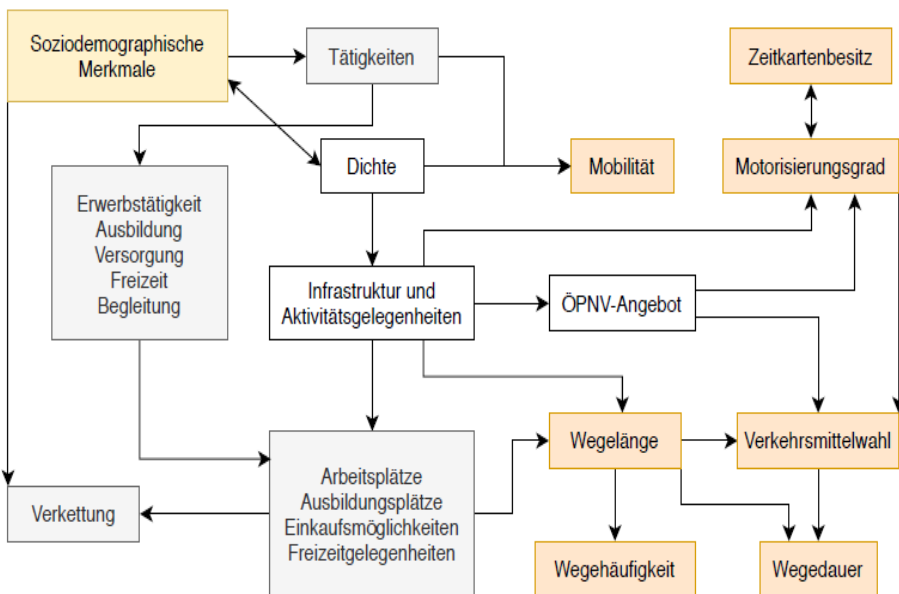 Soziodemographische
Merkmale
Tätigkeiten
Zeitkartenbesitz
Dichte
Mobilität
Motorisierungsgrad
Erwerbstätigkeit
Ausbildung
Versorgung
Freizeit
Begleitung
Infrastruktur und
Aktivitätsgelegenheiten
ÖPNV-Angebot
Arbeitsplätze
Ausbildungsplätze
Einkaufsmöglichkeiten
Freizeitgelegenheiten
Wegelänge
Verkehrsmittelwahl
Verkettung
Wegehäufigkeit
Wegedauer